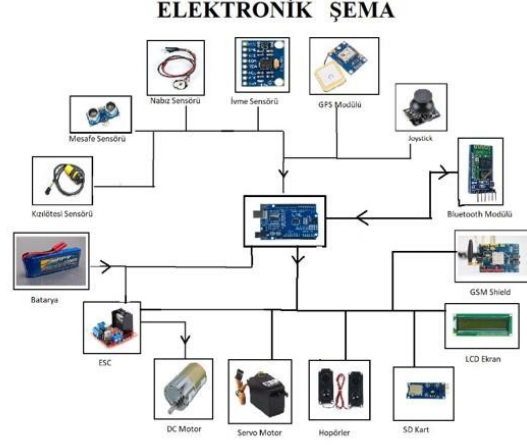 ELEKTRONİK ŞEMA
Nabız Sensörü
İvme Sensörü
GPS Modülü
Joystick
Mesafe Sensörü
Kızılötesi Sensörü
Bluetooth Modülü
Batarya
GSM Shield
ESC
LCD Ekran
DC Motor
Servo Motor
Hopörler
SD Kart